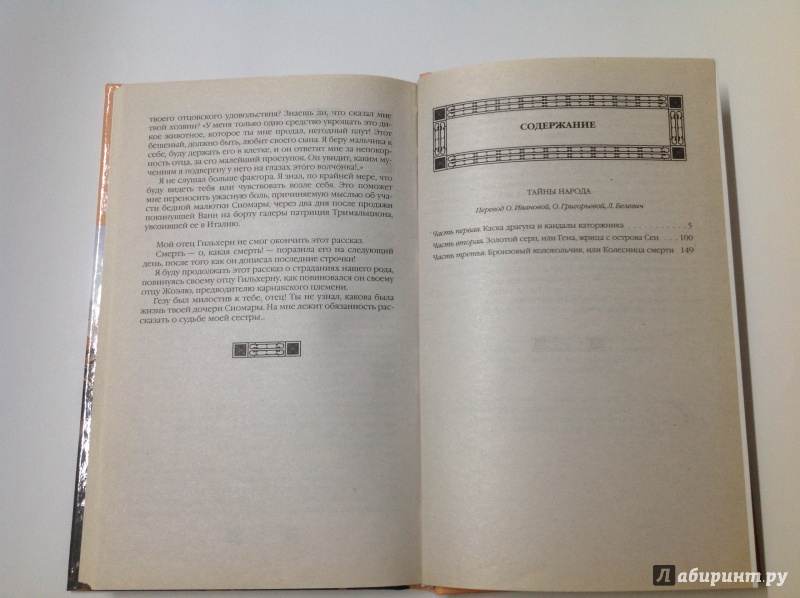 твоего отцовского удовольствия? Знаешь ли, что сказал мне
твой хозяин? «У меня только одно средство укрощать это ди-
кое животное, которое ты мне продал, негодный плут! Этот
бешеный, должно быть, любит своего сына. Я беру мальчика к
себе, буду держать его в клетке, и он ответит мне за непокор-
ность отца, за его малейший проступок. Он увидит, каким му-
чениям я подвергну у него на глазах этого волчонка!..»
Я не слушал больше фактора. Я знал, по крайней мере, что
буду видеть тебя или чувствовать возле себя. Это поможет
мне перенести ужасную боль, причиняемую мыслью об уча-
сти бедной малютки Сиомары, через два дня после продажи
покинувшей Ванн на борту галеры патриция Тримальциона,
увозившей ее в Италию.
Мой отец Гильхерн не смог окончить этот рассказ.
Смерть — о, какая смерть! — поразила его на следующий
день, после того как он дописал последние строчки!
Я буду продолжать этот рассказ о страданиях нашего рода,
повинуясь своему отцу Гильхерну, как повиновался он своему
отцу Жоэлю, предводителю карнакского племени.
Гезу был милостив к тебе, отец! Ты не узнал, какова была
жизнь твоей дочери Сиомары. На мне лежит обязанность рас-
сказать о судьбе моей сестры...
СОДЕРЖАНИЕ
ТАЙНЫ НАРОДА
Перевод О. Ивановой, О. Григорьевой, Л. Белевич
Часть первая. Каска драгуна и кандалы каторжника . . . . . . . . . 5
Часть вторая. Золотой серп, или Гена, жрица с острова Сен . . 100
Часть третья. Бронзовый колокольчик, или Колесница смерти 149
Лабиринт.ру